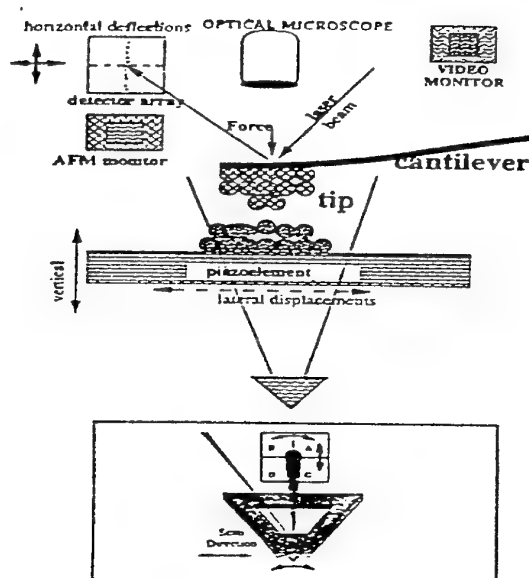 horizontal deflections
OPTICAL MICROSCOPE
detector array
VIDEO
MONITOR
laser
beam
Force
AFM monitor
cantilever
tip
vertical
piezoelement
lateral displacements
B A
D C
Scan
Direction